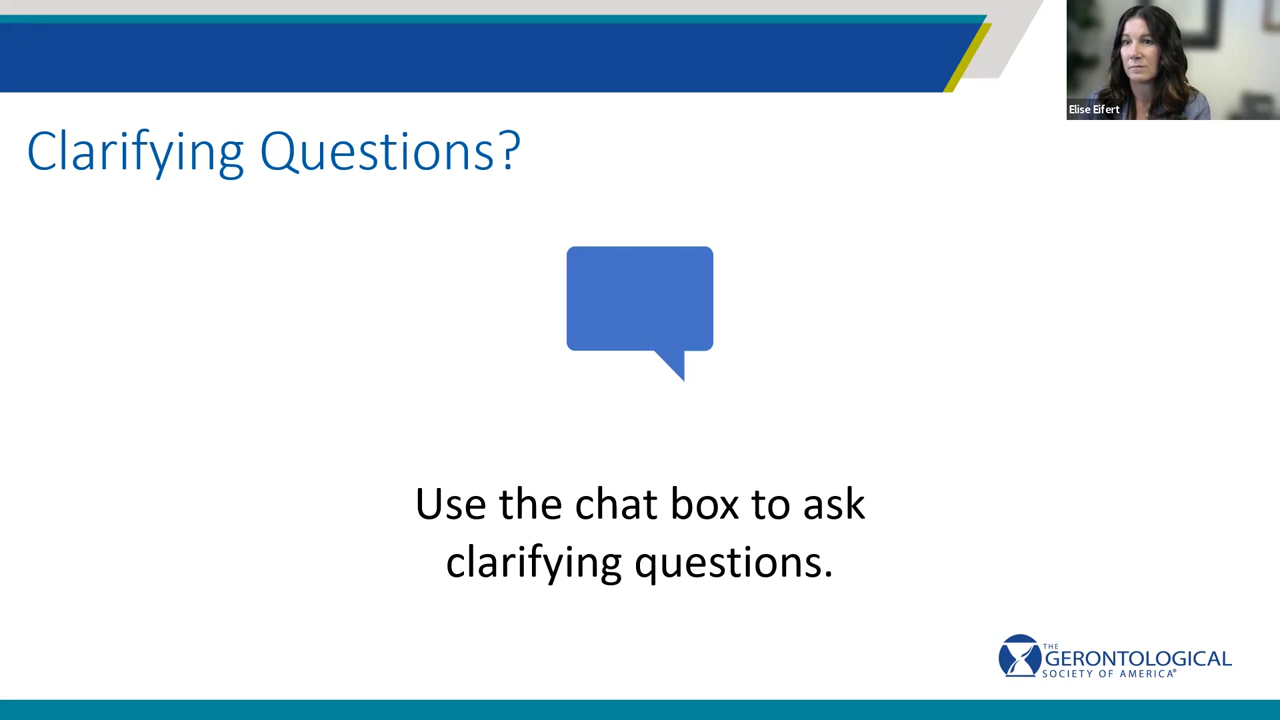 Elise Eifert
Clarifying Questions?
Use the chat box to ask
clarifying questions.
THE
GERONTOLOGICAL
SOCIETY OF AMERICA®